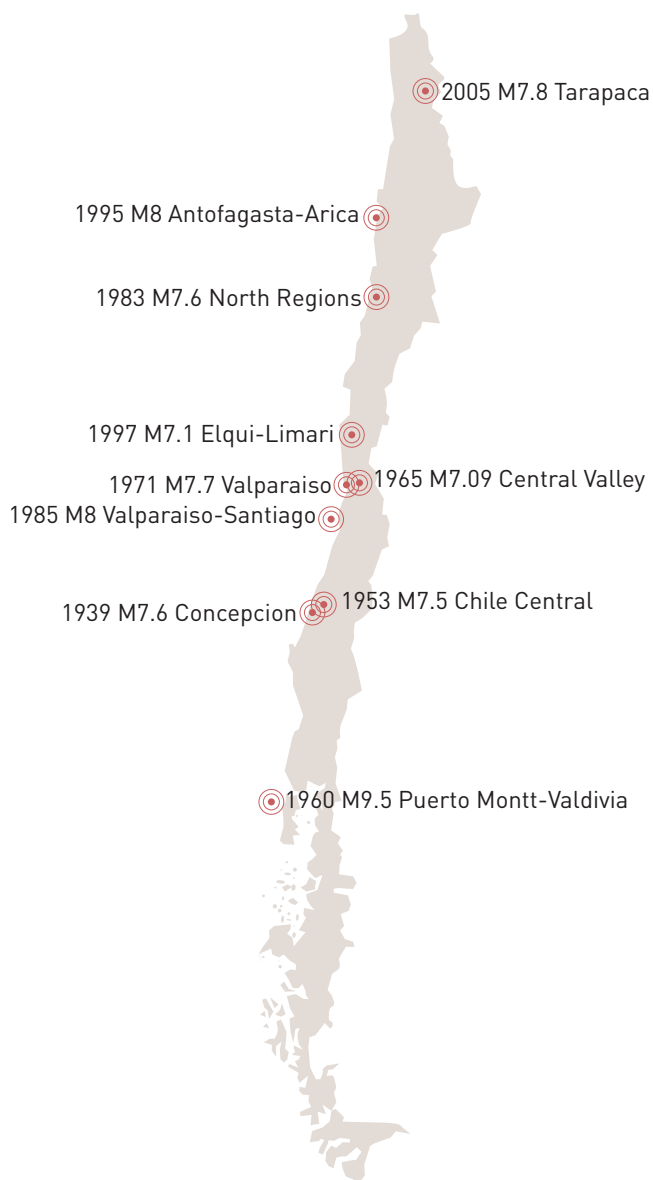 2005 M7.8 Tarapaca
1995 M8 Antofagasta-Arica
1983 M7.6 North Regions
1997 M7.1 Elqui-Limari
1971 M7.7 Valparaiso
1965 M7.09 Central Valley
1985 M8 Valparaiso-Santiago
1953 M7.5 Chile Central
1939 M7.6 Concepcion
1960 M9.5 Puerto Montt-Valdivia